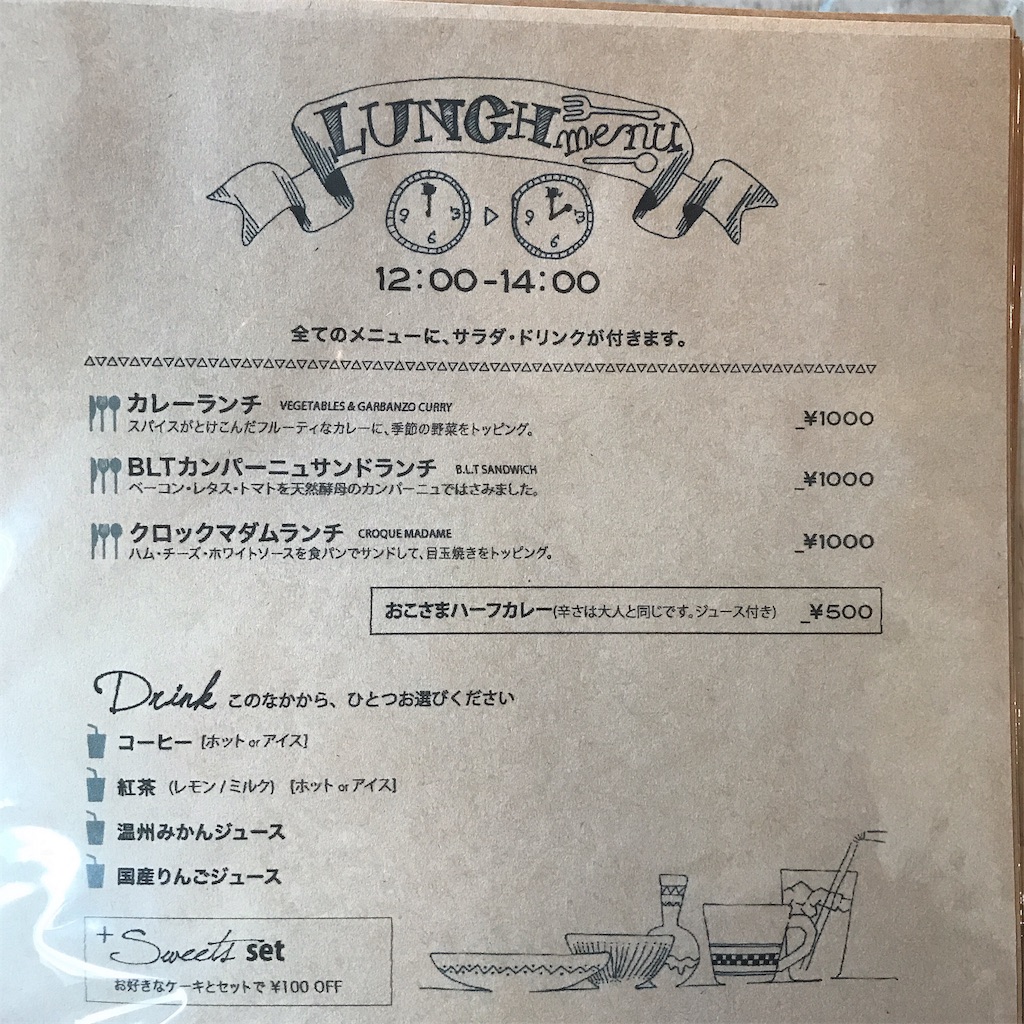 LUNCH menu
9 3 6 9 3 6
12:00-14:00
全てのメニューに、サラダ・ドリンクが付きます。
カレーランチ VEGETABLES & GARBANZO CURRY
スパイスがとけこんだフルーティなカレーに、季節の野菜をトッピング。
_¥1000
BLTカンパーニュサンドランチ B.L.T SANDWICH
ベーコン・レタス・トマトを天然酵母のカンパーニュではさみました。
_¥1000
クロックマダムランチ CROQUE MADAME
ハム・チーズ・ホワイトソースを食パンでサンドして、目玉焼きをトッピング。
_¥1000
おこさまハーフカレー(辛さは大人と同じです。ジュース付き) _¥500
Drink このなかから、ひとつお選びください
コーヒー [ホット or アイス]
紅茶 (レモン / ミルク) [ホット or アイス]
温州みかんジュース
国産りんごジュース
+Sweets set
お好きなケーキとセットで ¥100 OFF